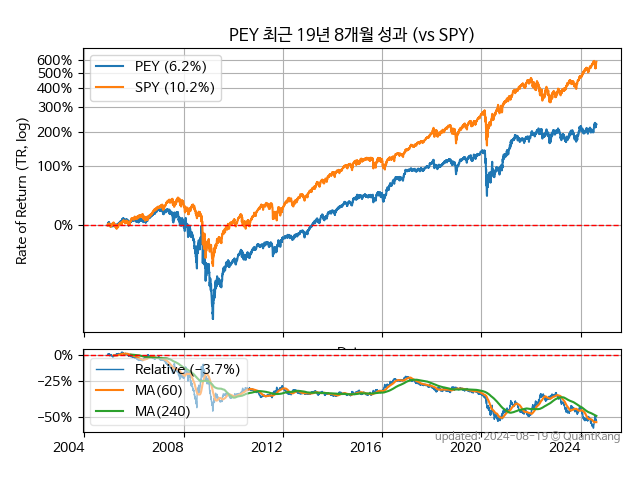 PEY 최근 19년 8개월 성과 (vs SPY)
Rate of Return (TR, log)
600%
500%
400%
300%
200%
100%
0%
PEY (6.2%)
SPY (10.2%)
0%
−25%
−50%
Relative (−3.7%)
MA(60)
MA(240)
2004
2008
2012
2016
2020
2024
updated: 2024-08-19 © QuantKang